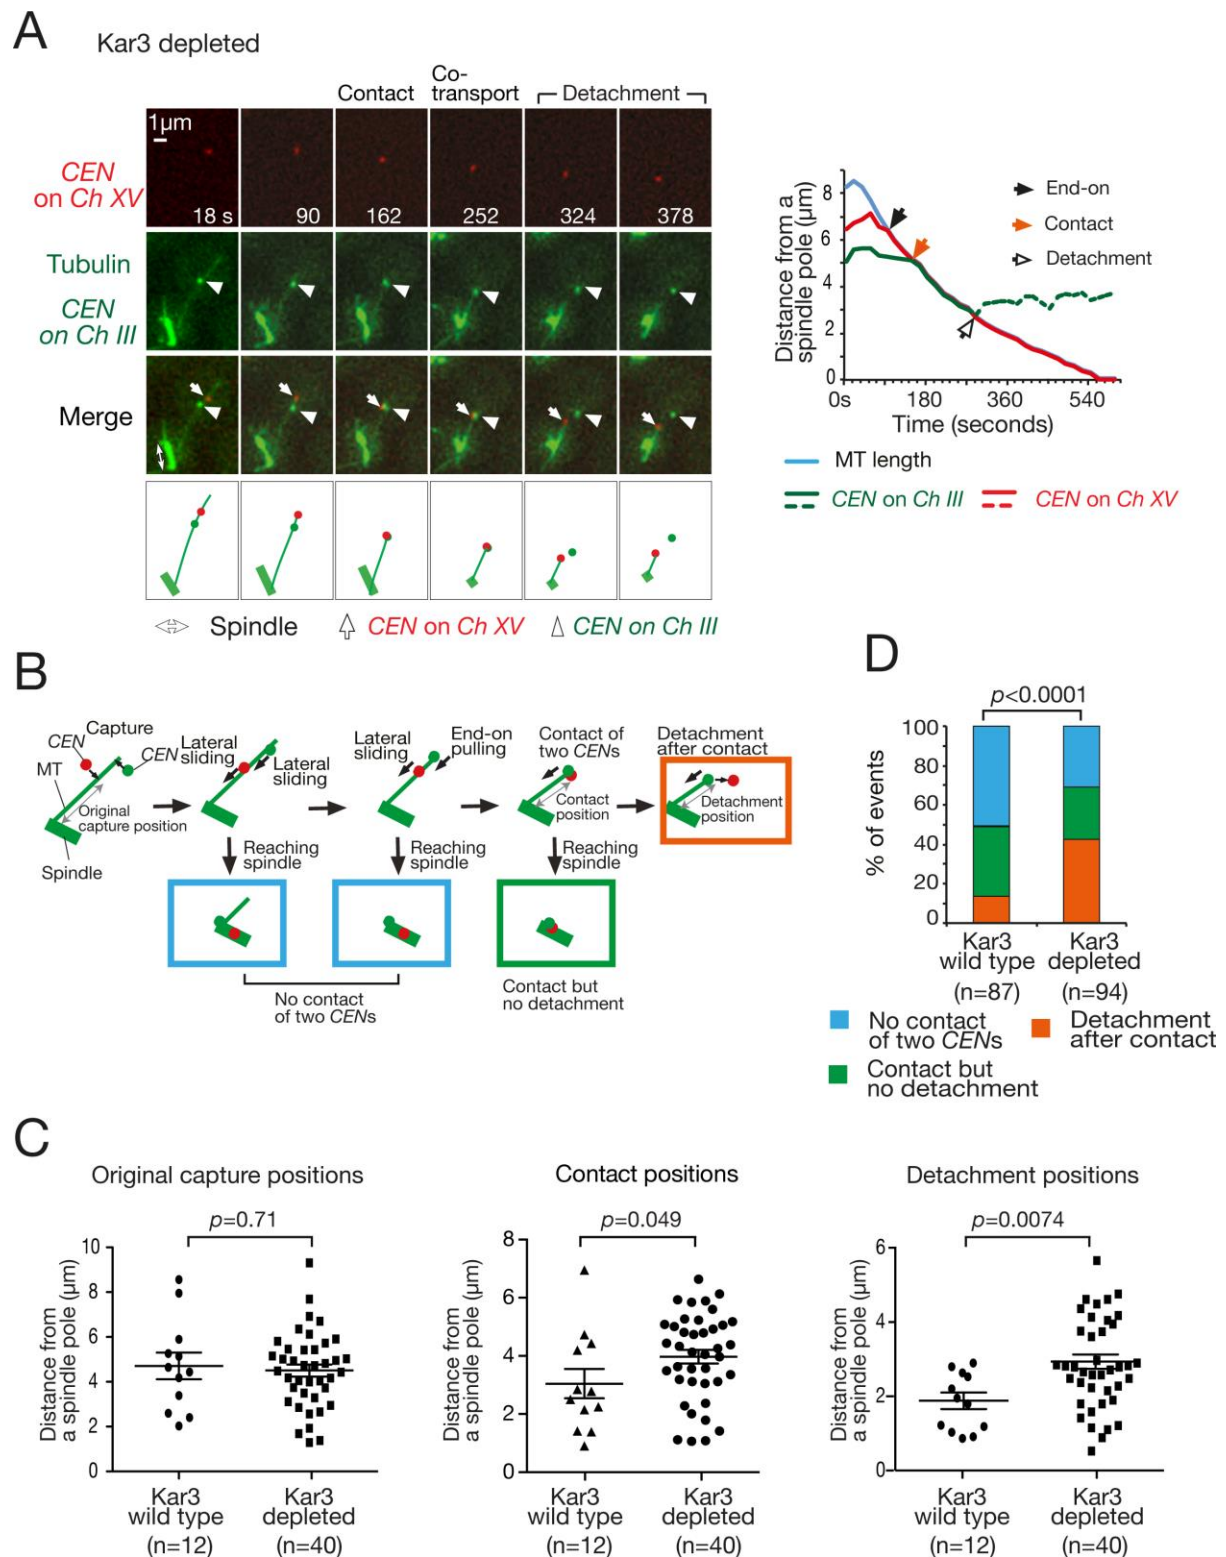 A
Kar3 depleted
Contact
Co-
transport
Detachment
1μm
CEN
on Ch XV
18 s
90
162
252
324
378
Tubulin
CEN
on Ch III
Merge
Spindle
CEN on Ch XV
CEN on Ch III
Distance from a
spindle pole (μm)
8
6
4
2
0
0s
180
360
540
Time (seconds)
End-on
Contact
Detachment
MT length
CEN on Ch III
CEN on Ch XV
B
Capture
CEN
CEN
MT
Original
capture position
Spindle
Lateral
sliding
Lateral
sliding
Lateral
sliding
End-on
pulling
Contact of
two CENs
Contact
position
Detachment
after contact
Detachment
position
Reaching
spindle
Reaching
spindle
Reaching
spindle
No contact
of two CENs
Contact but
no detachment
D
p<0.0001
% of events
100
80
60
40
20
0
Kar3
wild type
(n=87)
Kar3
depleted
(n=94)
No contact
of two CENs
Detachment
after contact
Contact but
no detachment
C
Original capture positions
p=0.71
Distance from
a spindle pole (μm)
10
8
6
4
2
0
Kar3
wild type
(n=12)
Kar3
depleted
(n=40)
Contact positions
p=0.049
Distance from
a spindle pole (μm)
8
6
4
2
0
Kar3
wild type
(n=12)
Kar3
depleted
(n=40)
Detachment positions
p=0.0074
Distance from
a spindle pole (μm)
6
4
2
0
Kar3
wild type
(n=12)
Kar3
depleted
(n=40)